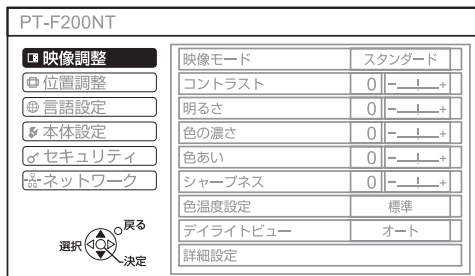 PT-F200NT
映像調整
位置調整
言語設定
本体設定
セキュリティ
ネットワーク
戻る
選択
決定
映像モード スタンダード
コントラスト 0 - +
明るさ 0 - +
色の濃さ 0 - +
色あい 0 - +
シャープネス 0 - +
色温度設定 標準
デイライトビュー オート
詳細設定